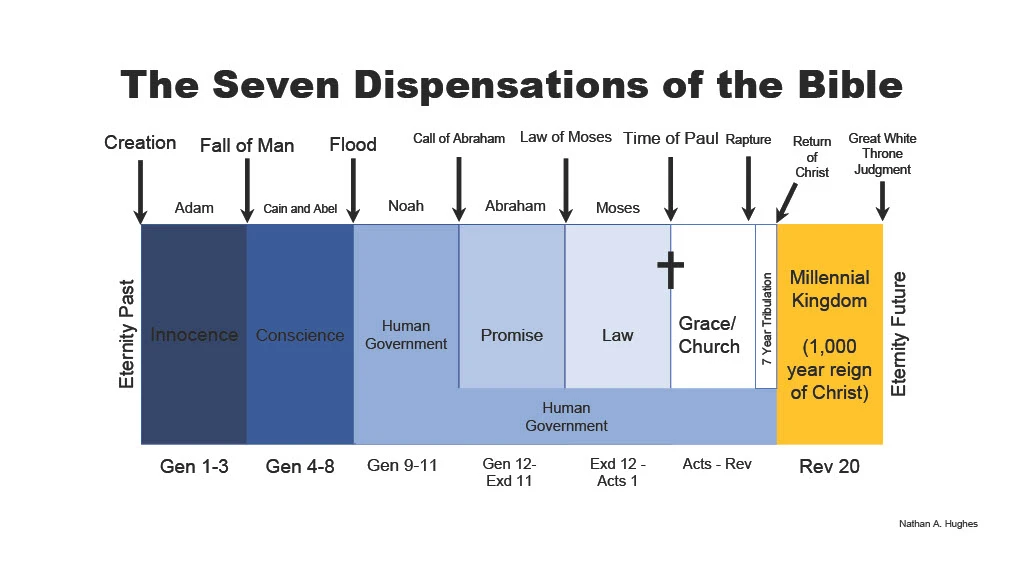 The Seven Dispensations of the Bible
Creation
Fall of Man
Flood
Call of Abraham
Law of Moses
Time of Paul
Rapture
Return
of
Christ
Great White
Throne
Judgment
Adam
Cain and Abel
Noah
Abraham
Moses
Eternity Past
Innocence
Conscience
Human
Government
Promise
Law
Grace/
Church
7 Year Tribulation
Millennial
Kingdom
(1,000
year reign
of Christ)
Eternity Future
Human
Government
Gen 1-3
Gen 4-8
Gen 9-11
Gen 12-
Exd 11
Exd 12 -
Acts 1
Acts - Rev
Rev 20
Nathan A. Hughes